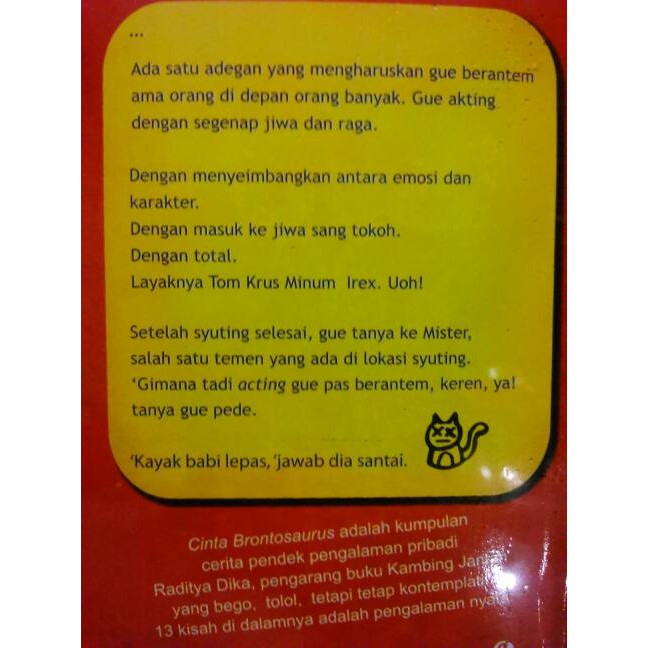 ...
Ada satu adegan yang mengharuskan gue berantem
ama orang di depan orang banyak. Gue akting
dengan segenap jiwa dan raga.
Dengan menyeimbangkan antara emosi dan
karakter.
Dengan masuk ke jiwa sang tokoh.
Dengan total.
Layaknya Tom Krus Minum Irex. Uoh!
Setelah syuting selesai, gue tanya ke Mister,
salah satu temen yang ada di lokasi syuting.
‘Gimana tadi acting gue pas berantem, keren, ya!
tanya gue pede.
‘Kayak babi lepas,‘jawab dia santai.
Cinta Brontosaurus adalah kumpulan
cerita pendek pengalaman pribadi
Raditya Dika, pengarang buku Kambing
yang bego, tolol, tetapi tetap
13 kisah di dalamnya adalah pengalaman